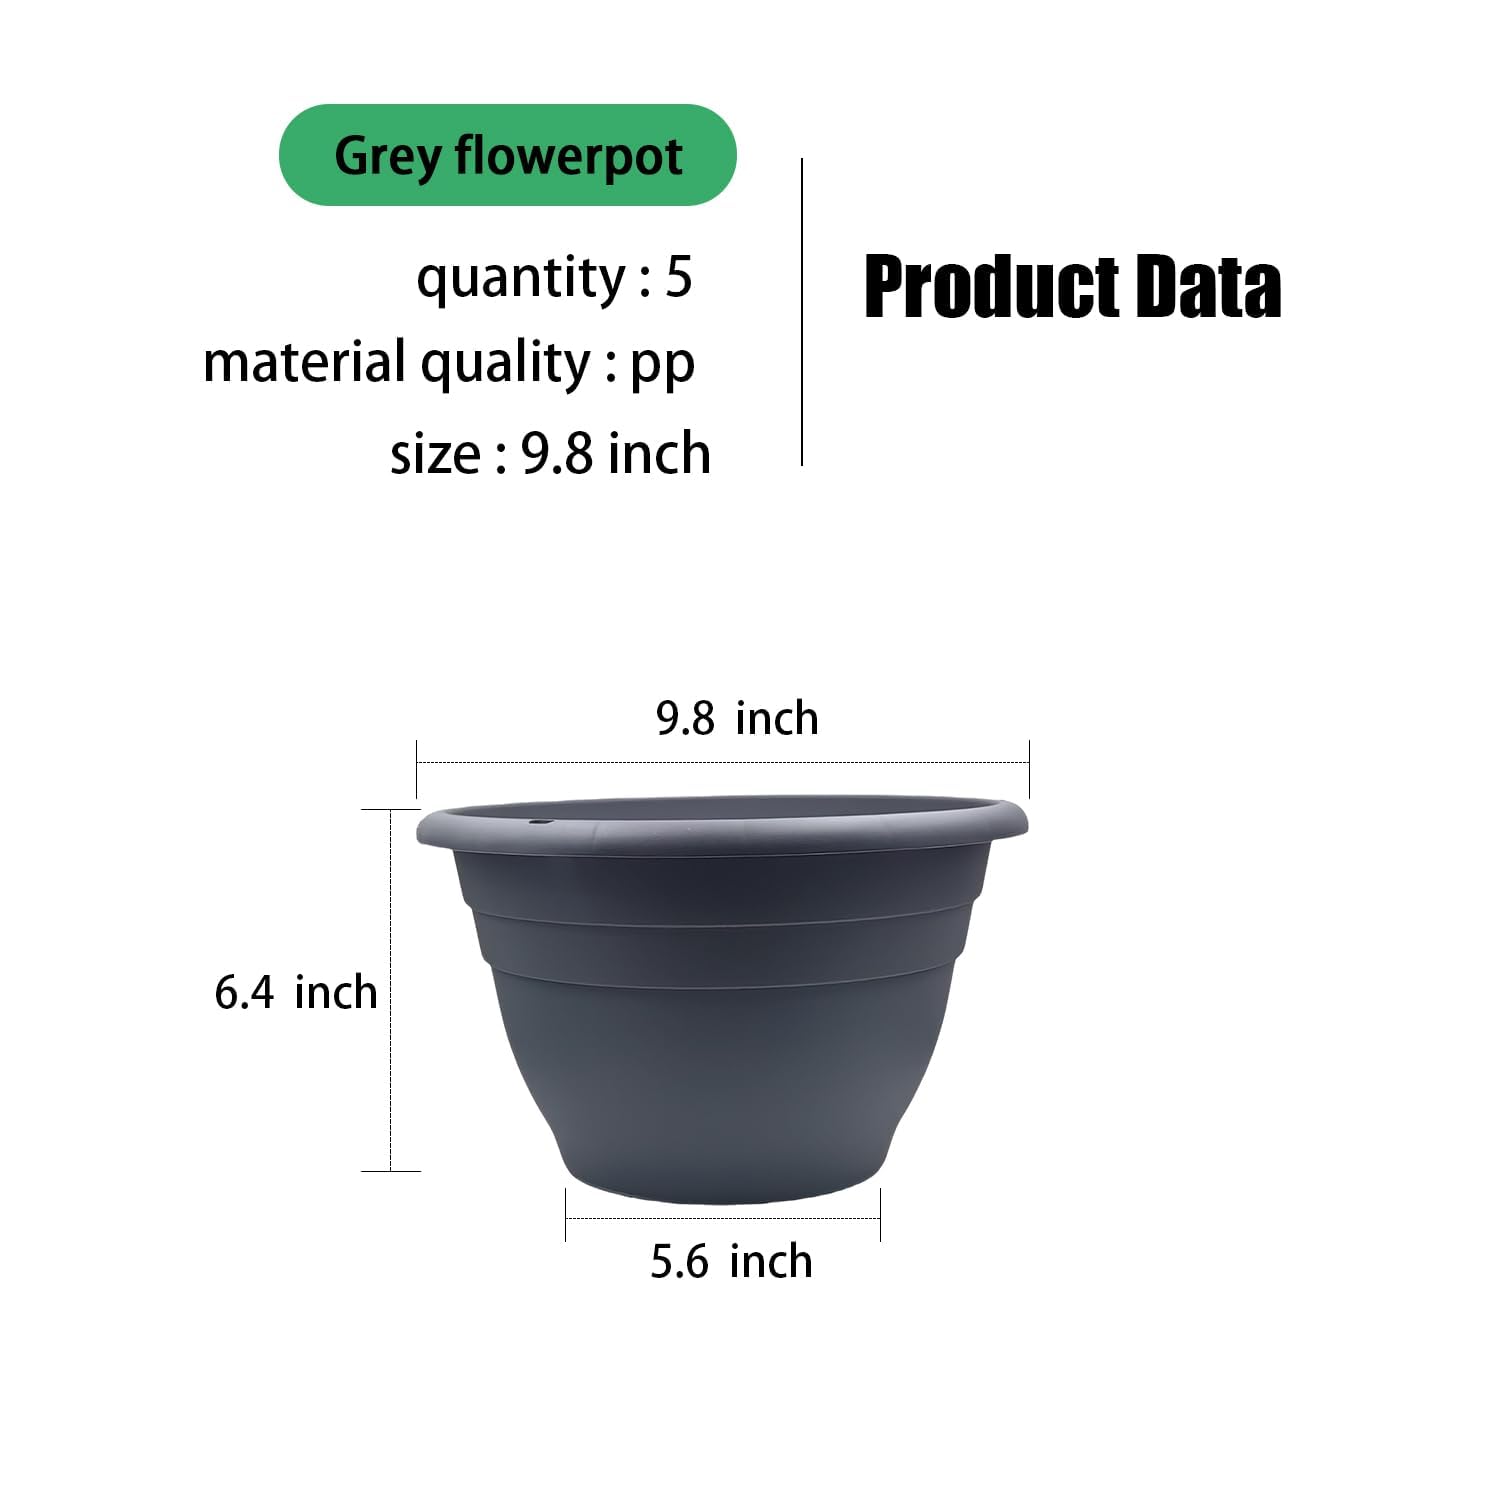 Grey flowerpot
quantity : 5
material quality : pp
size : 9.8 inch
Product Data
9.8 inch
6.4 inch
5.6 inch